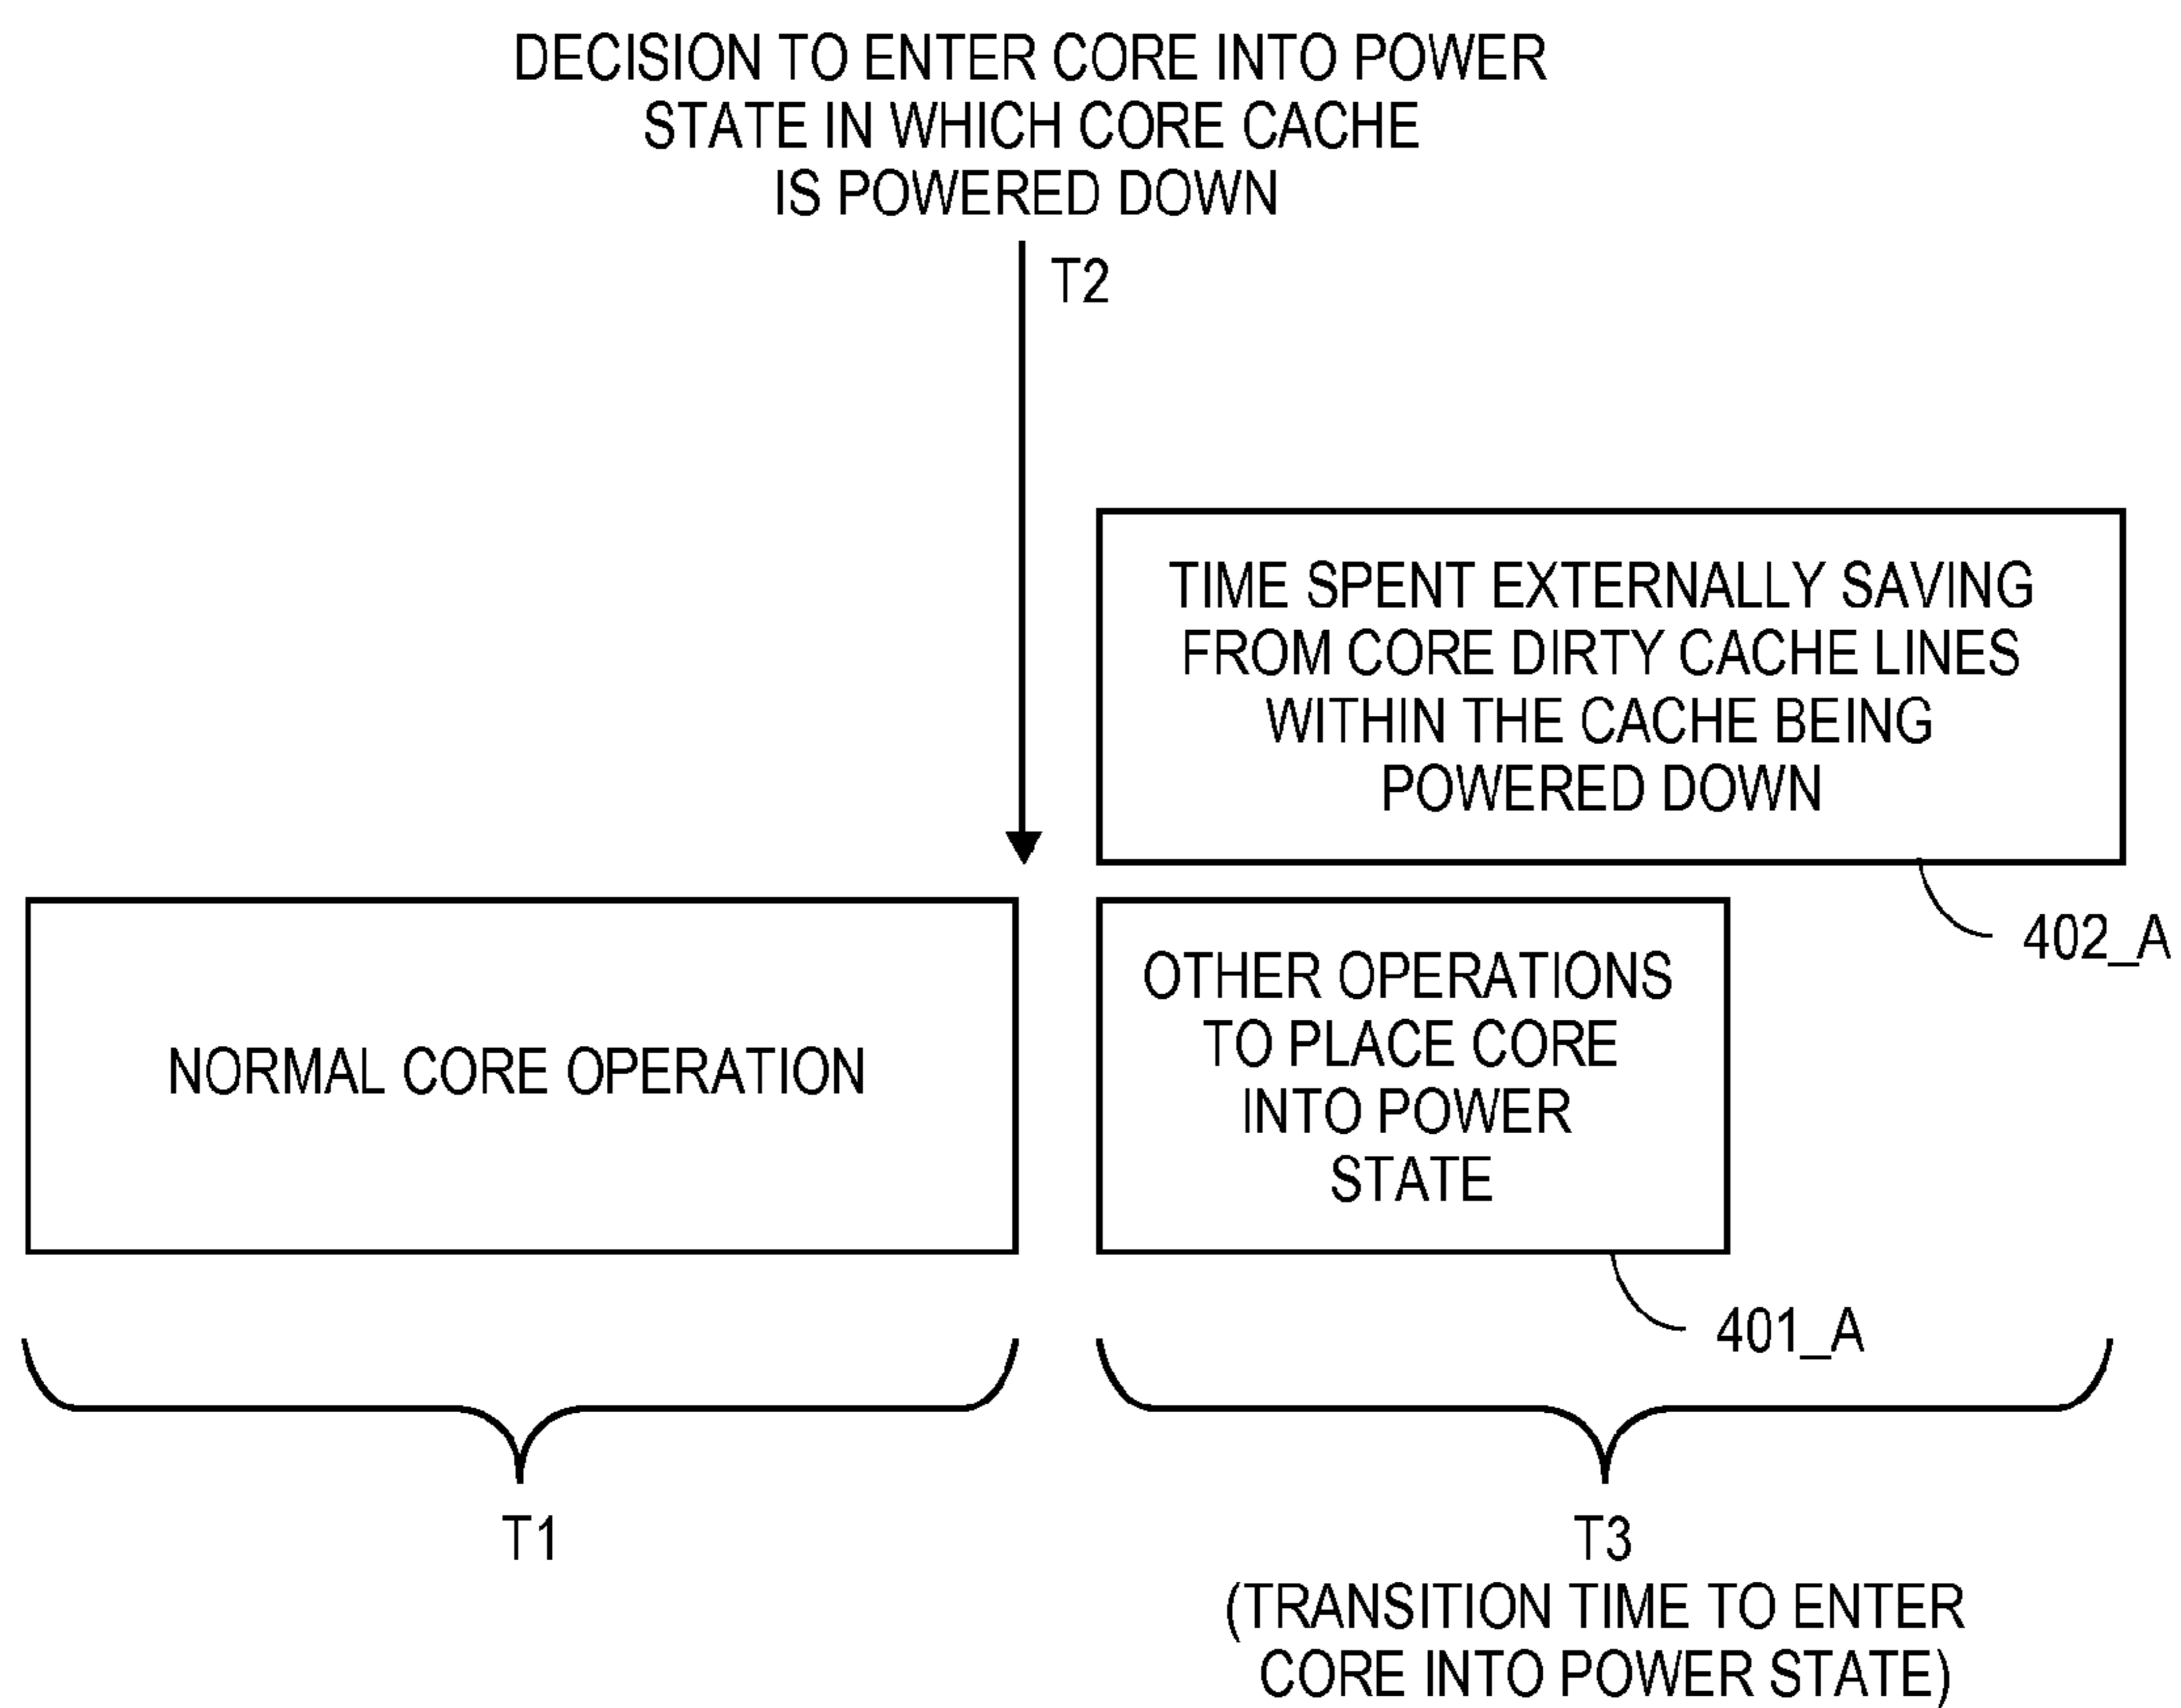 DECISION TO ENTER CORE INTO POWER
STATE IN WHICH CORE CACHE
IS POWERED DOWN
T2
TIME SPENT EXTERNALLY SAVING
FROM CORE DIRTY CACHE LINES
WITHIN THE CACHE BEING
POWERED DOWN
402_A
NORMAL CORE OPERATION
OTHER OPERATIONS
TO PLACE CORE
INTO POWER
STATE
401_A
T1
T3
(TRANSITION TIME TO ENTER
CORE INTO POWER STATE)